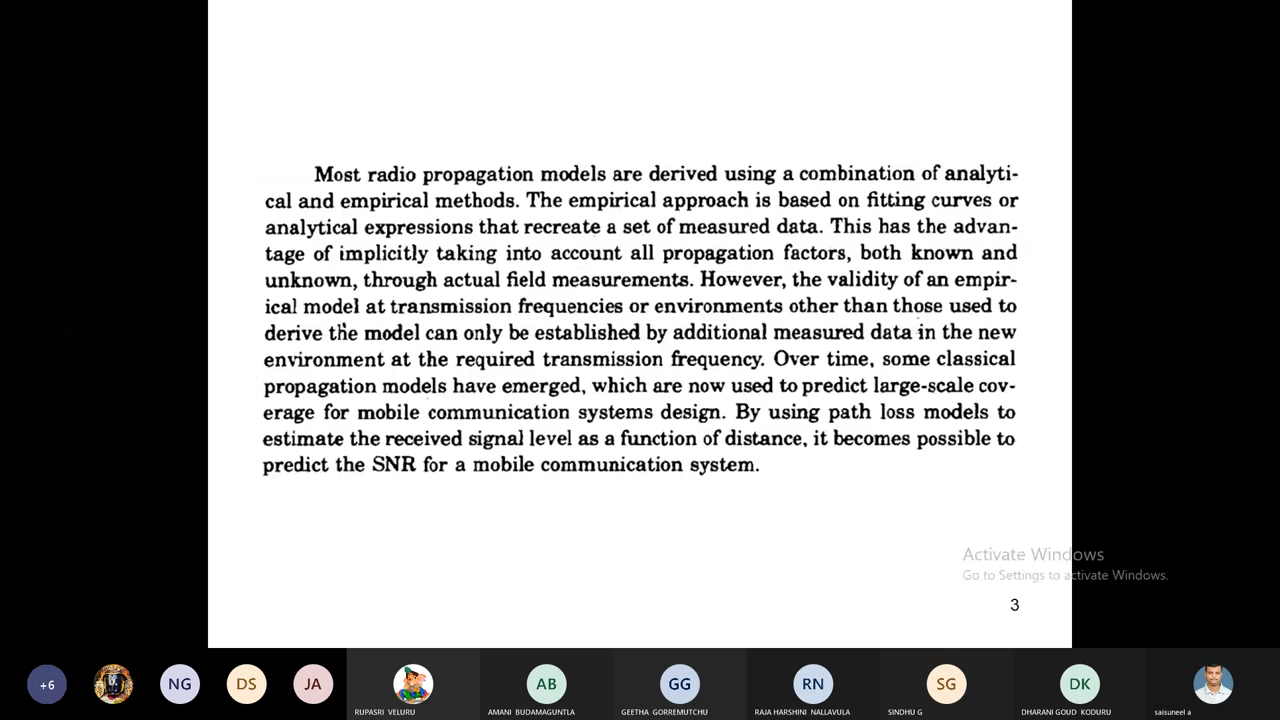 Most radio propagation models are derived using a combination of analyti-
cal and empirical methods. The empirical approach is based on fitting curves or
analytical expressions that recreate a set of measured data. This has the advan-
tage of implicitly taking into account all propagation factors, both known and
unknown, through actual field measurements. However, the validity of an empir-
ical model at transmission frequencies or environments other than those used to
derive the model can only be established by additional measured data in the new
environment at the required transmission frequency. Over time, some classical
propagation models have emerged, which are now used to predict large-scale cov-
erage for mobile communication systems design. By using path loss models to
estimate the received signal level as a function of distance, it becomes possible to
predict the SNR for a mobile communication system.
Activate Windows
Go to Settings to activate Windows.
3
+6
NG
DS
JA
AB
GG
RN
SG
DK
RUPASRI VELURU
AMANI BUDAMAGUNTLA
GEETHA GORREMUTCHU
RAJA HARSHINI NALLAVULA
SINDHU G
DHARANI GOUD KODURU
saisuneel a